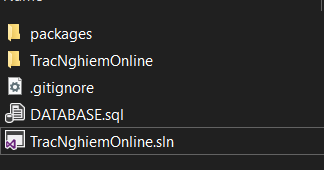 packages
TracNghiemOnline
.gitignore
DATABASE.sql
TracNghiemOnline.sln